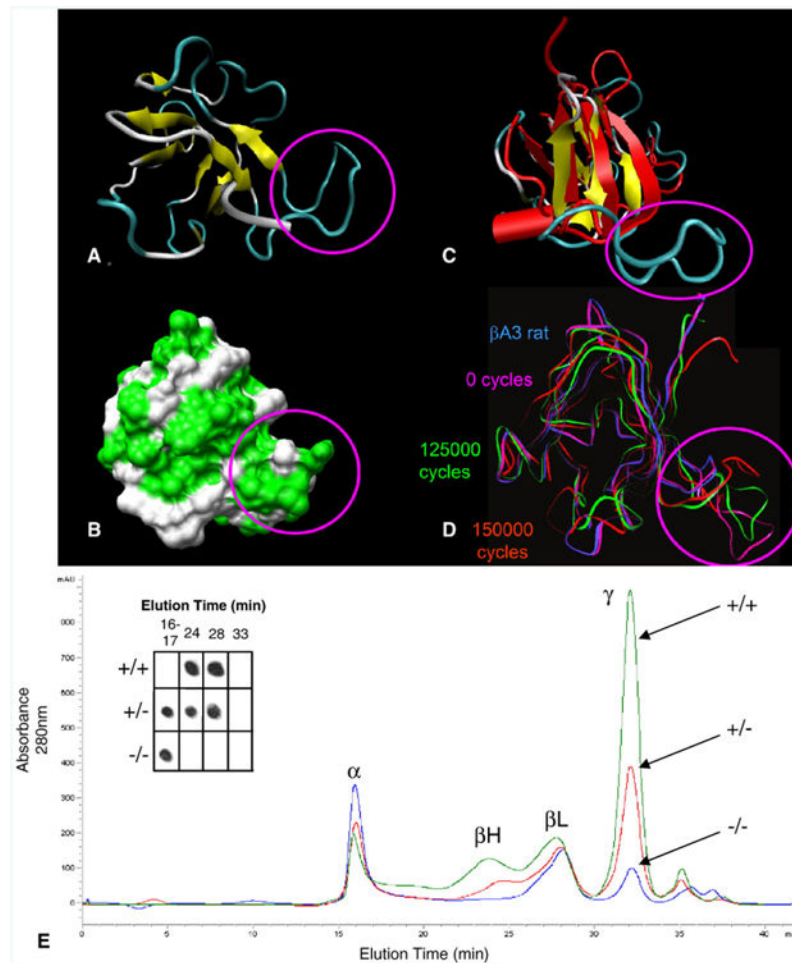 A
C
B
βA3 rat
0 cycles
125000
cycles
150000
cycles
D
mAU
Elution Time (min)
16-
17
24
28
33
+/+
+/-
-/-
γ
+/+
+/-
-/-
α
βH
βL
Absorbance
280nm
800
700
600
500
400
300
200
100
0
0
5
10
15
20
25
30
35
40
E
Elution Time (min)